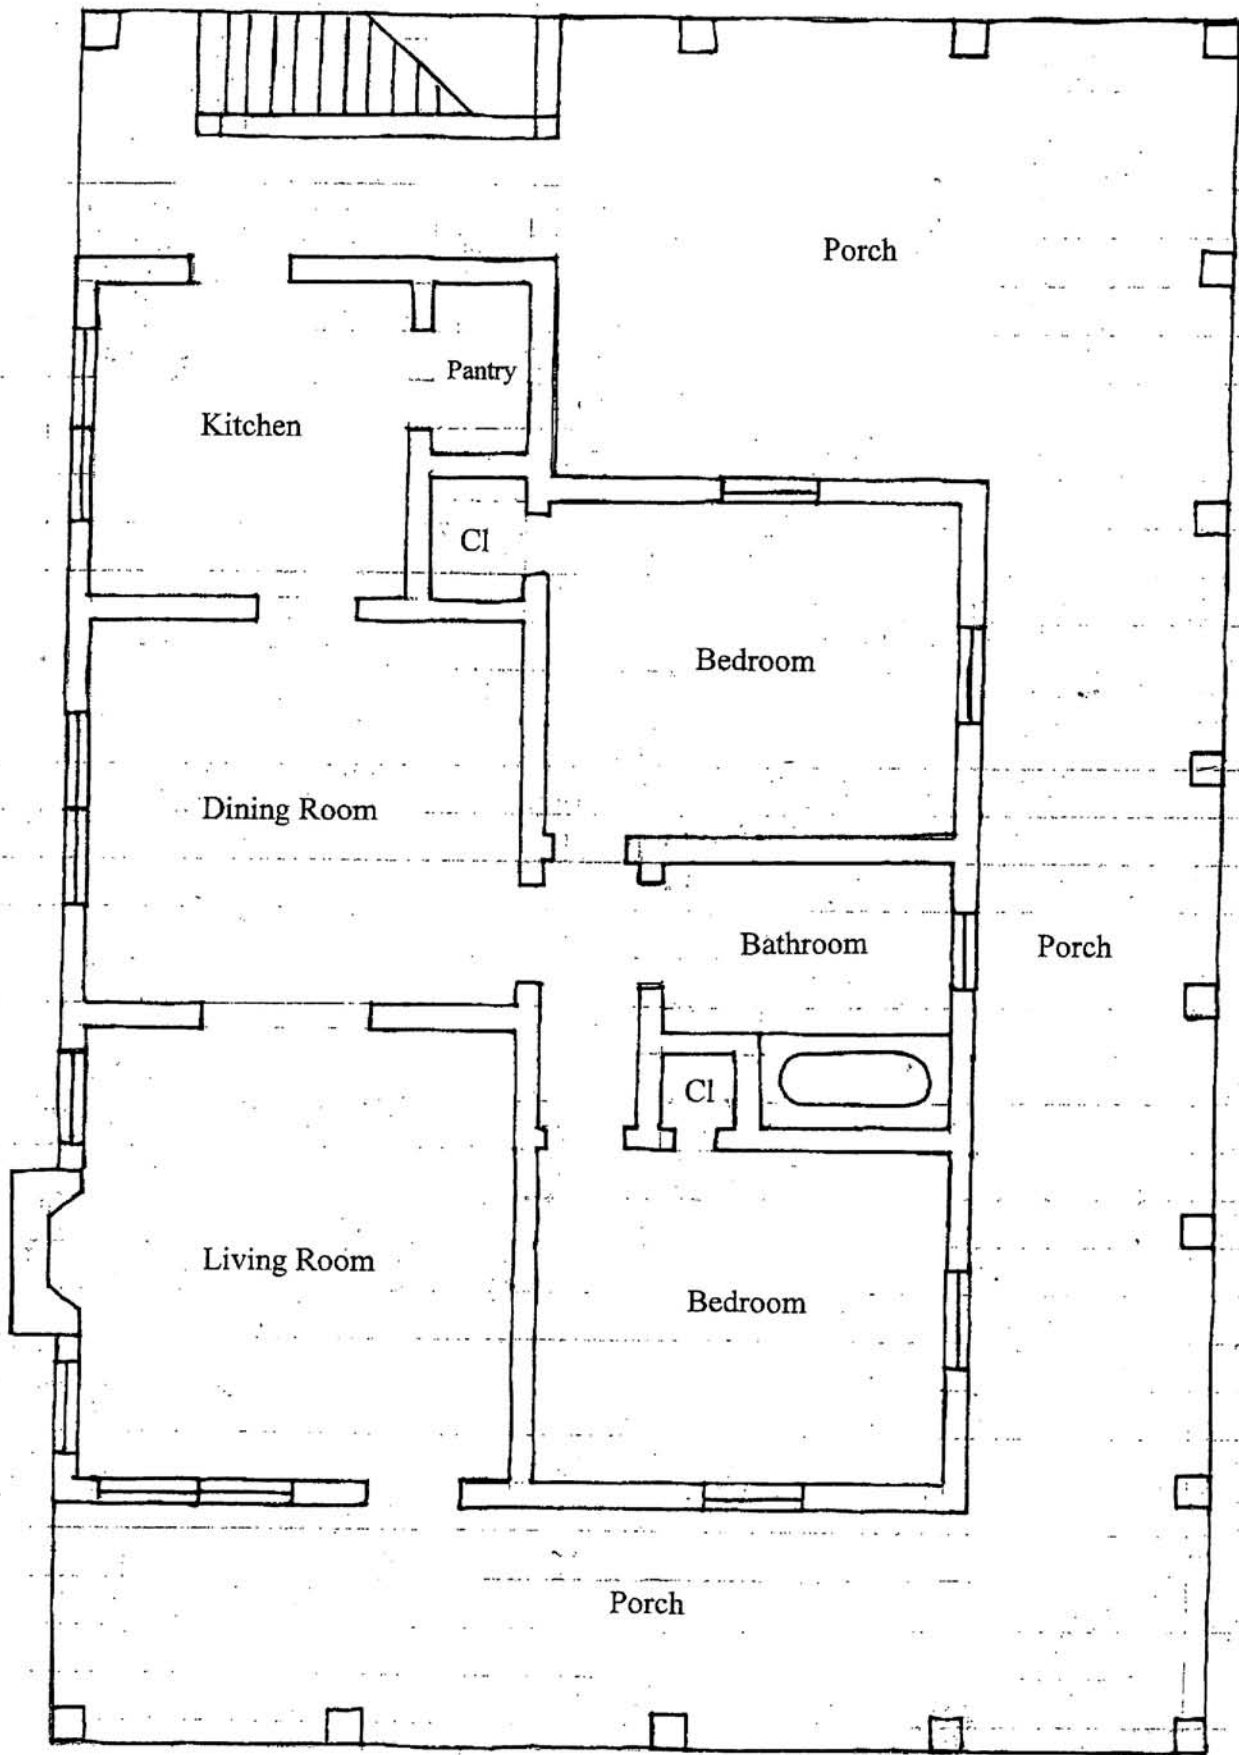 Porch
Pantry
Kitchen
Cl
Bedroom
Dining Room
Bathroom
Porch
Cl
Living Room
Bedroom
Porch